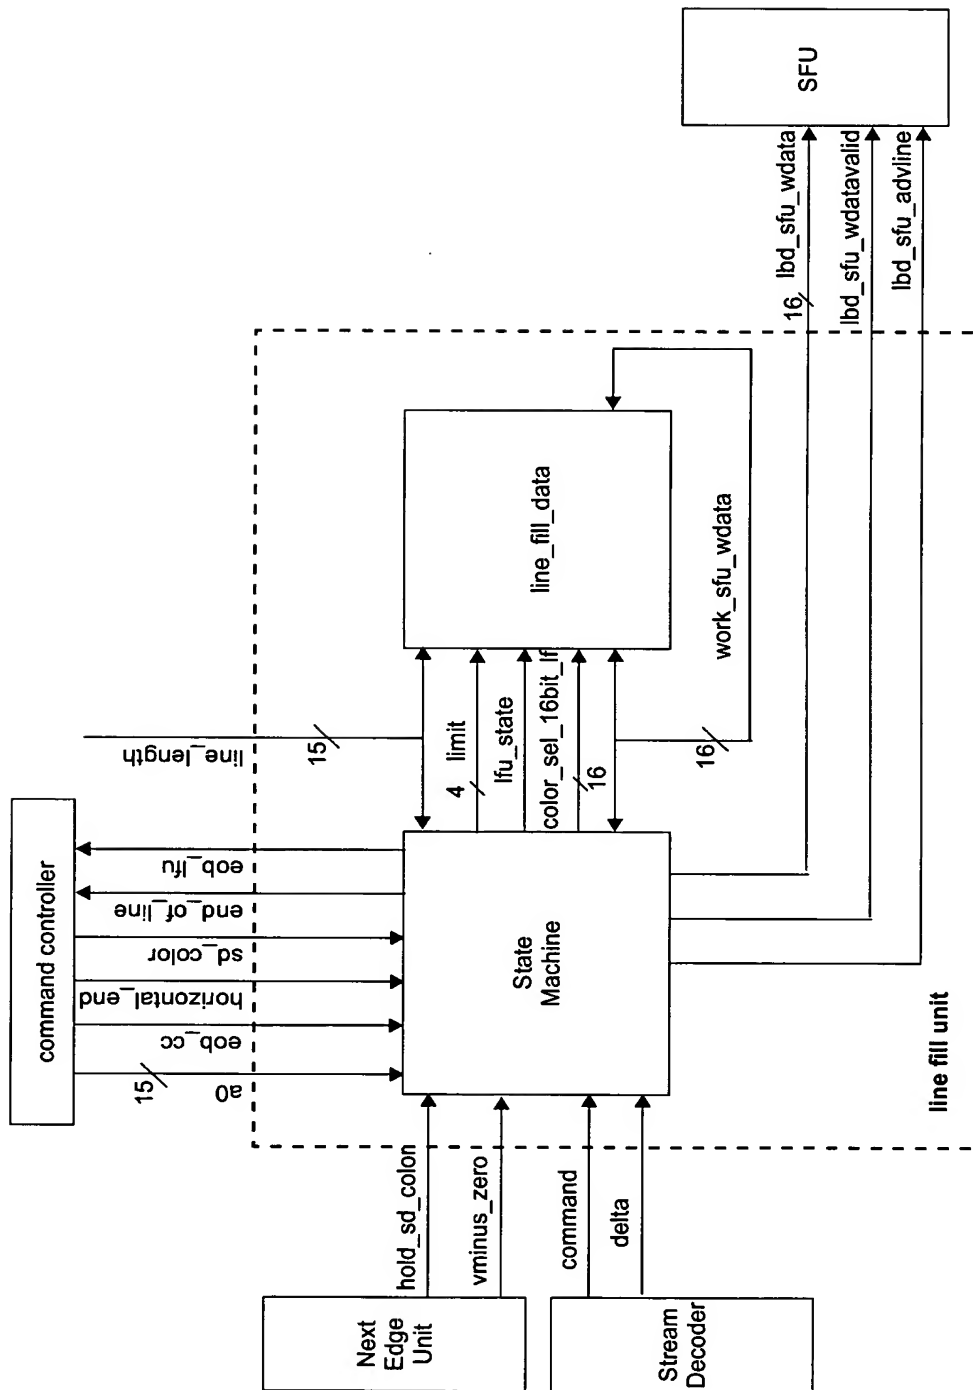 command controller
a0
15
eob_cc
horizontal_end
sd_color
end_of_line
eob_lfu
line_length
15
Next
Edge
Unit
hold_sd_colon
vminus_zero
Stream
Decoder
command
delta
State
Machine
4
limit
lfu_state
color_sel_16bit_lf
16
line_fill_data
16
work_sfu_wdata
line fill unit
16
lbd_sfu_wdata
lbd_sfu_wdatavalid
lbd_sfu_advline
SFU